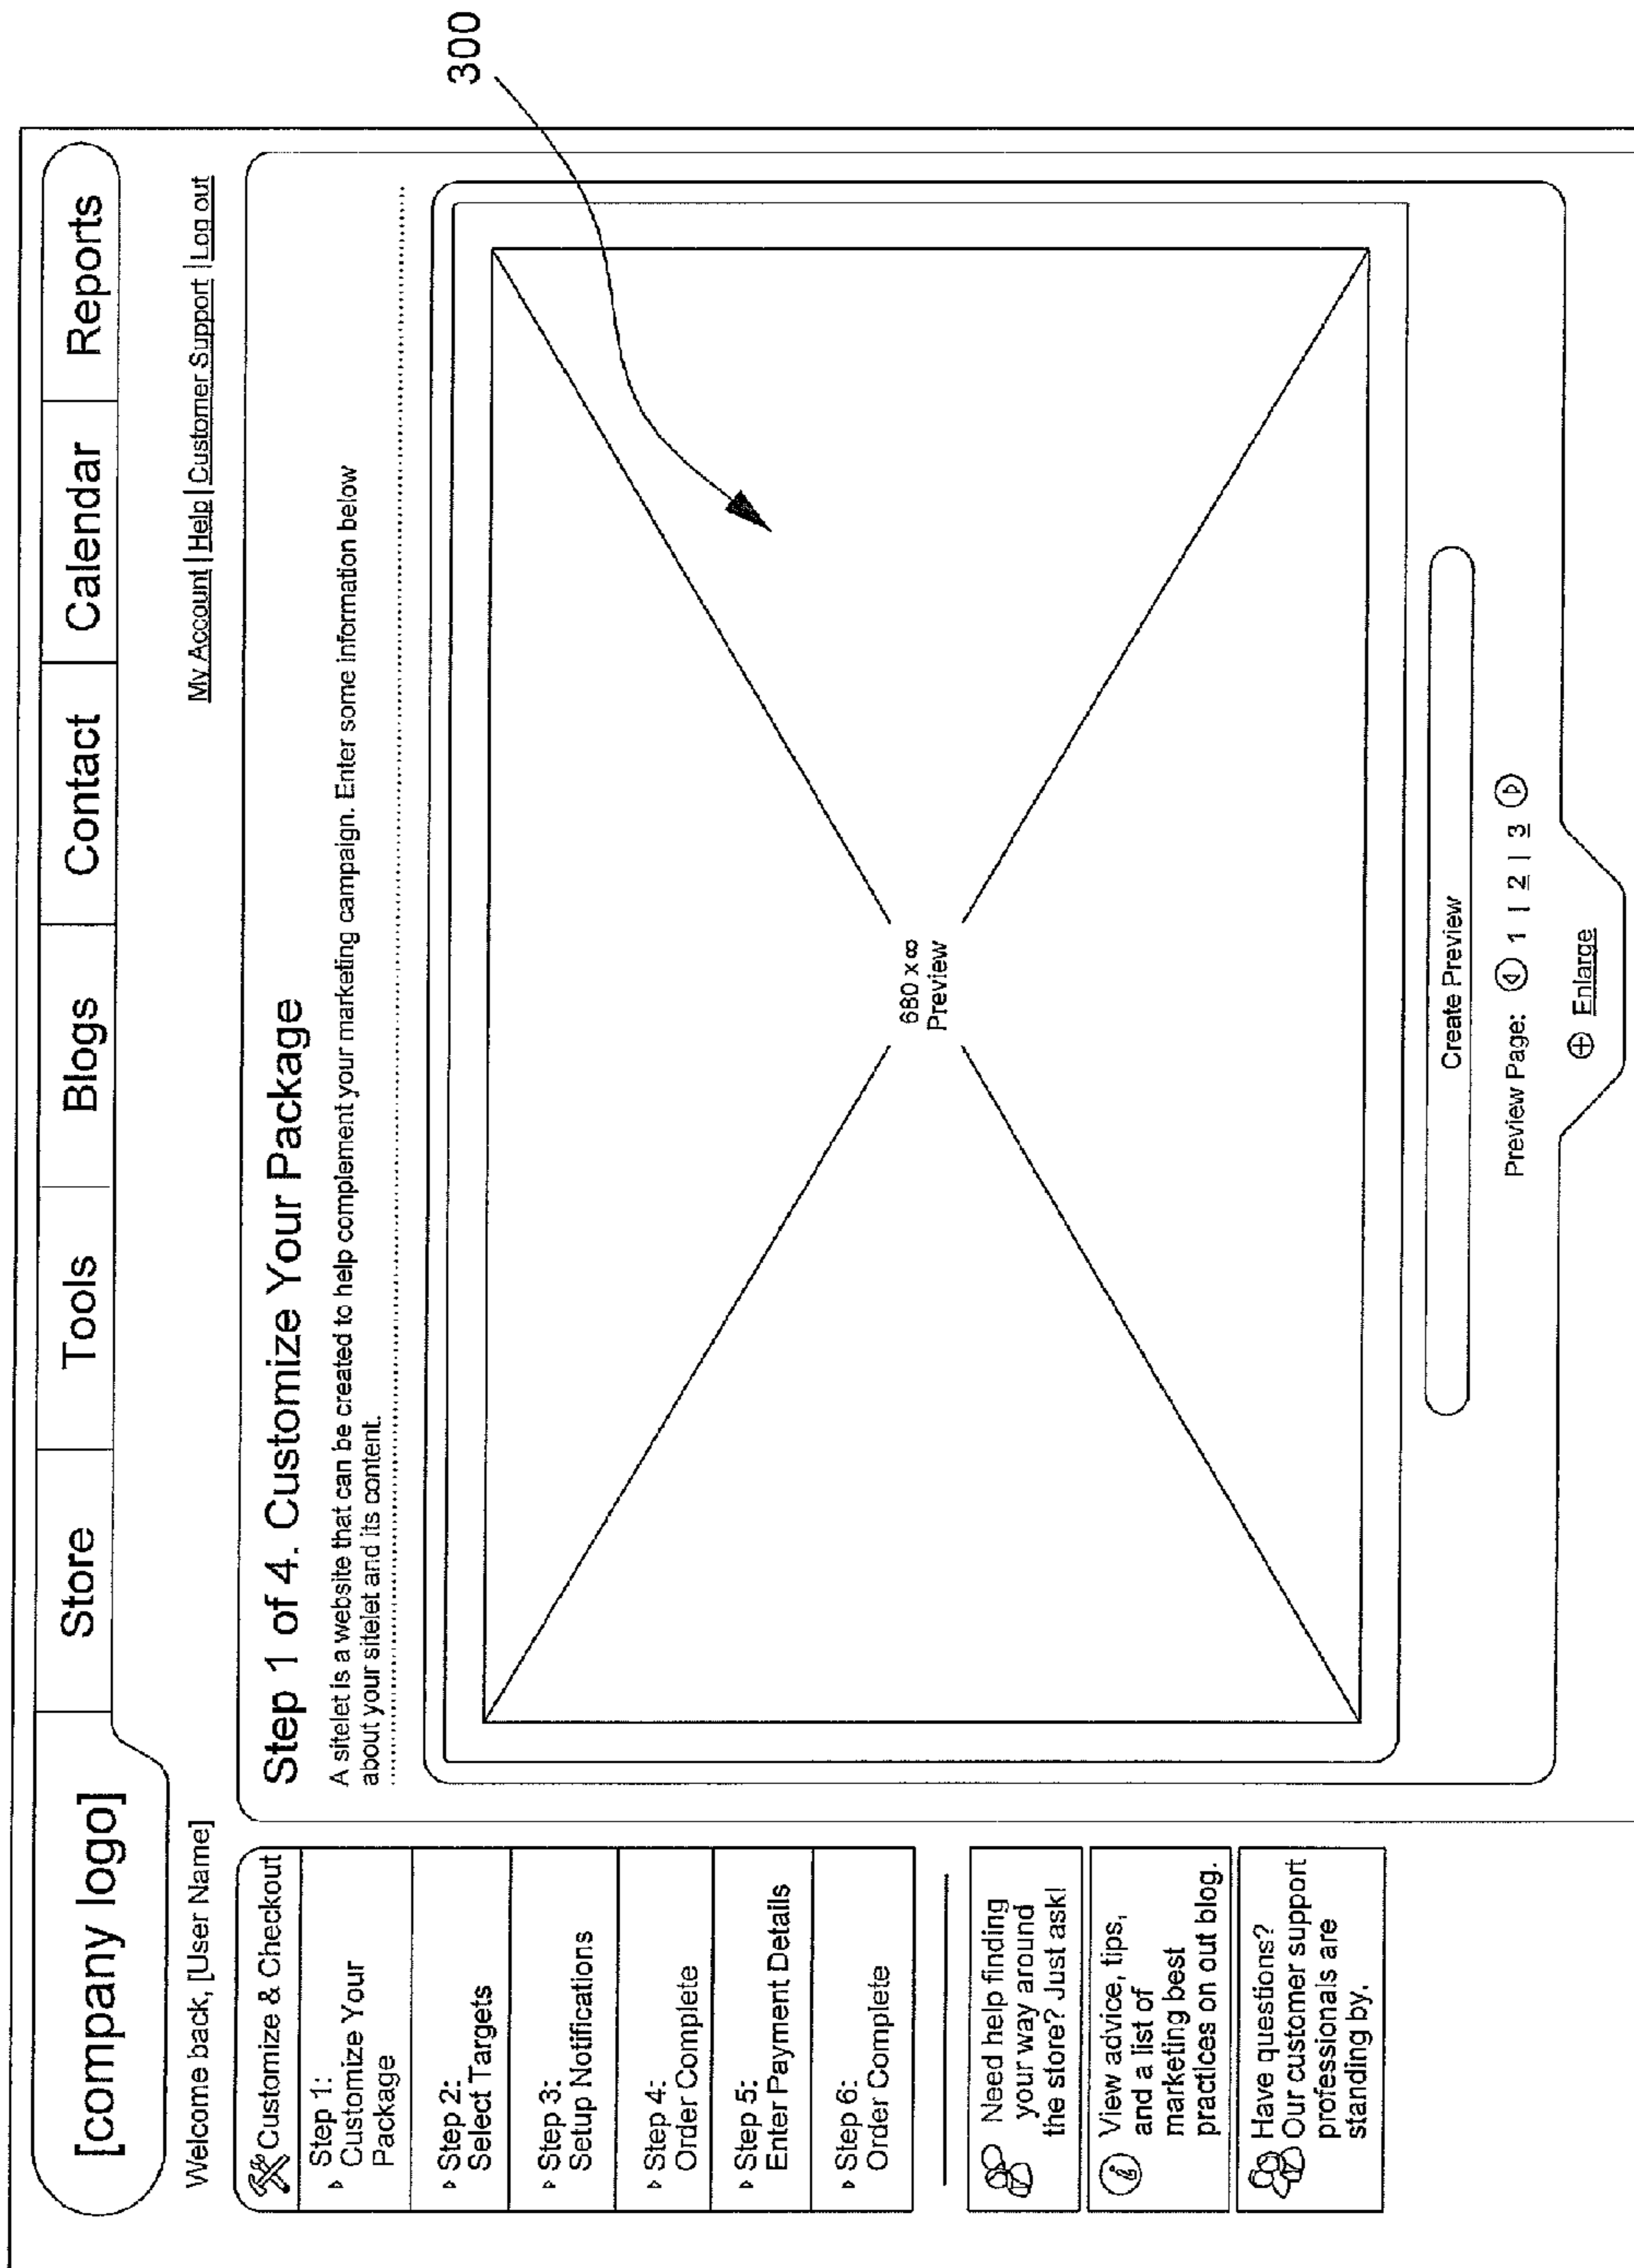 300
[company logo]
Store
Tools
Blogs
Contact
Calendar
Reports
Welcome back, [User Name]
My Account | Help | Customer Support | Log out
Customize & Checkout
Step 1:
Customize Your
Package
Step 2:
Select Targets
Step 3:
Setup Notifications
Step 4:
Order Complete
Step 5:
Enter Payment Details
Step 6:
Order Complete
Need help finding
your way around
the store? Just ask!
View advice, tips,
and a list of
marketing best
practices on out blog.
Have questions?
Our customer support
professionals are
standing by.
Step 1 of 4. Customize Your Package
A sitelet is a website that can be created to help complement your marketing campaign. Enter some information below
about your sitelet and its content.
680 x ∞
Preview
Create Preview
Preview Page: 1 | 2 | 3
Enlarge